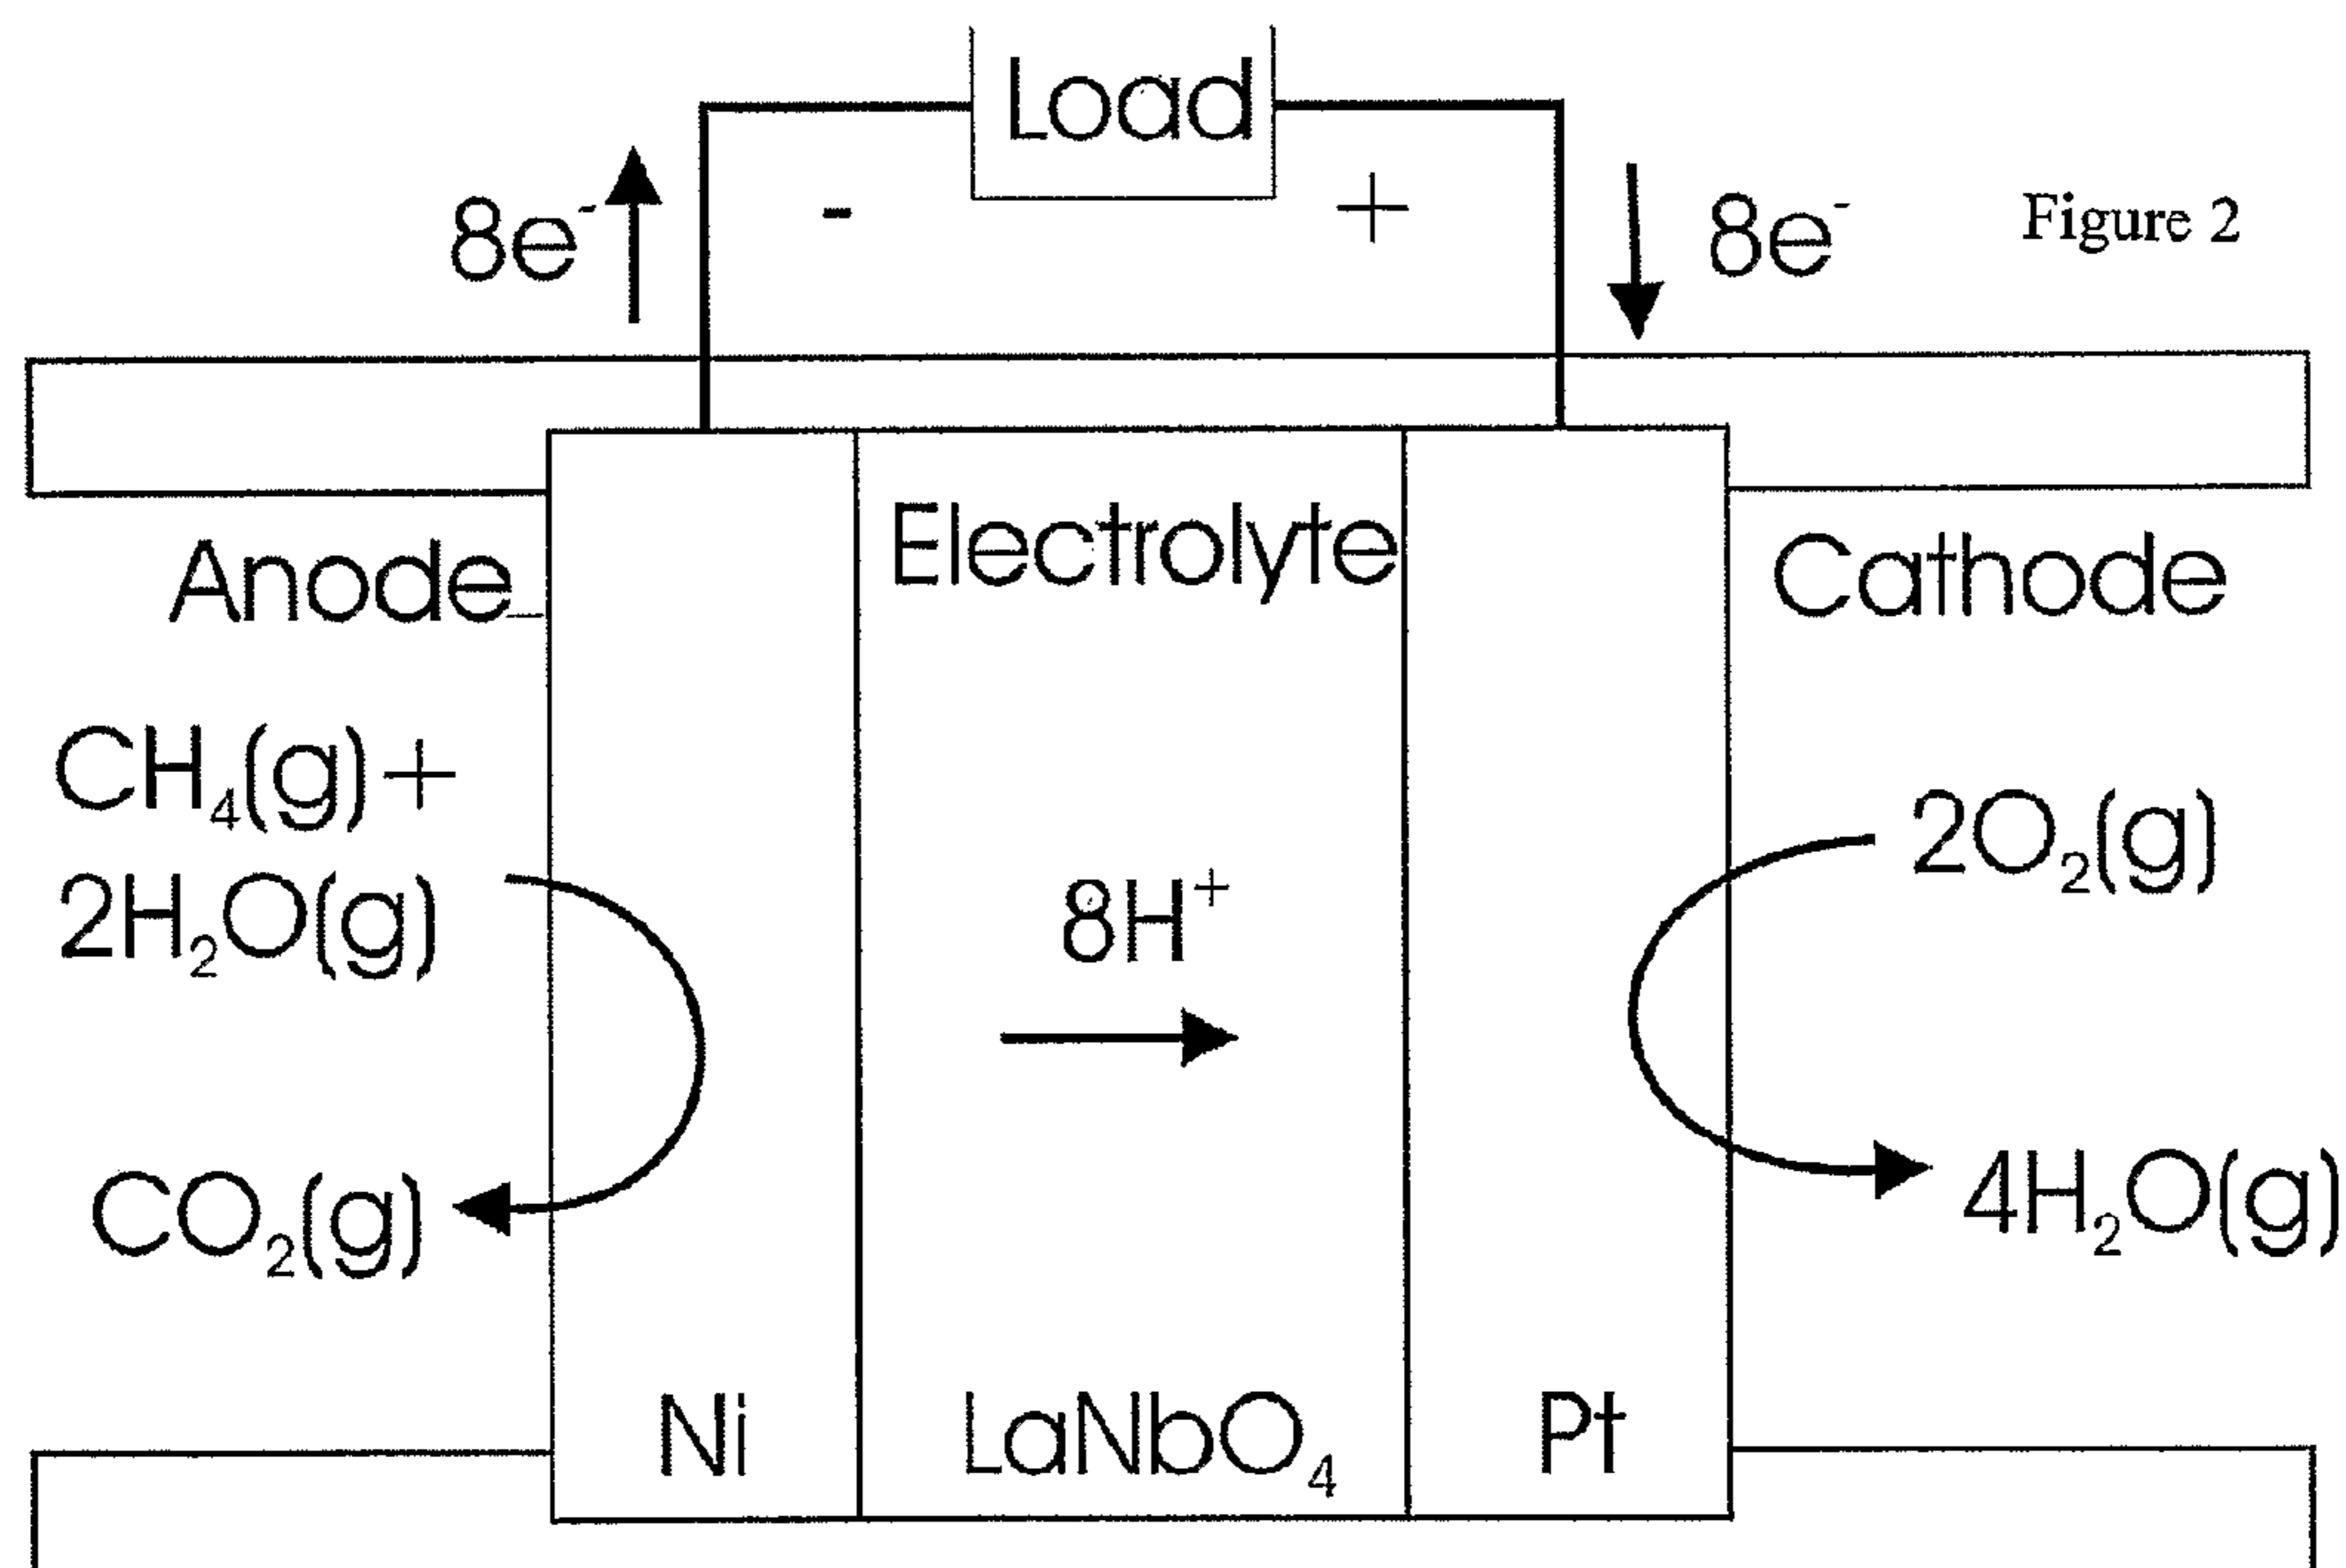 Load
8e⁻
-
+
8e⁻
Figure 2
Anode
Electrolyte
Cathode
CH₄(g)+
2H₂O(g)
8H⁺
2O₂(g)
CO₂(g)
4H₂O(g)
Ni
LaNbO₄
Pt